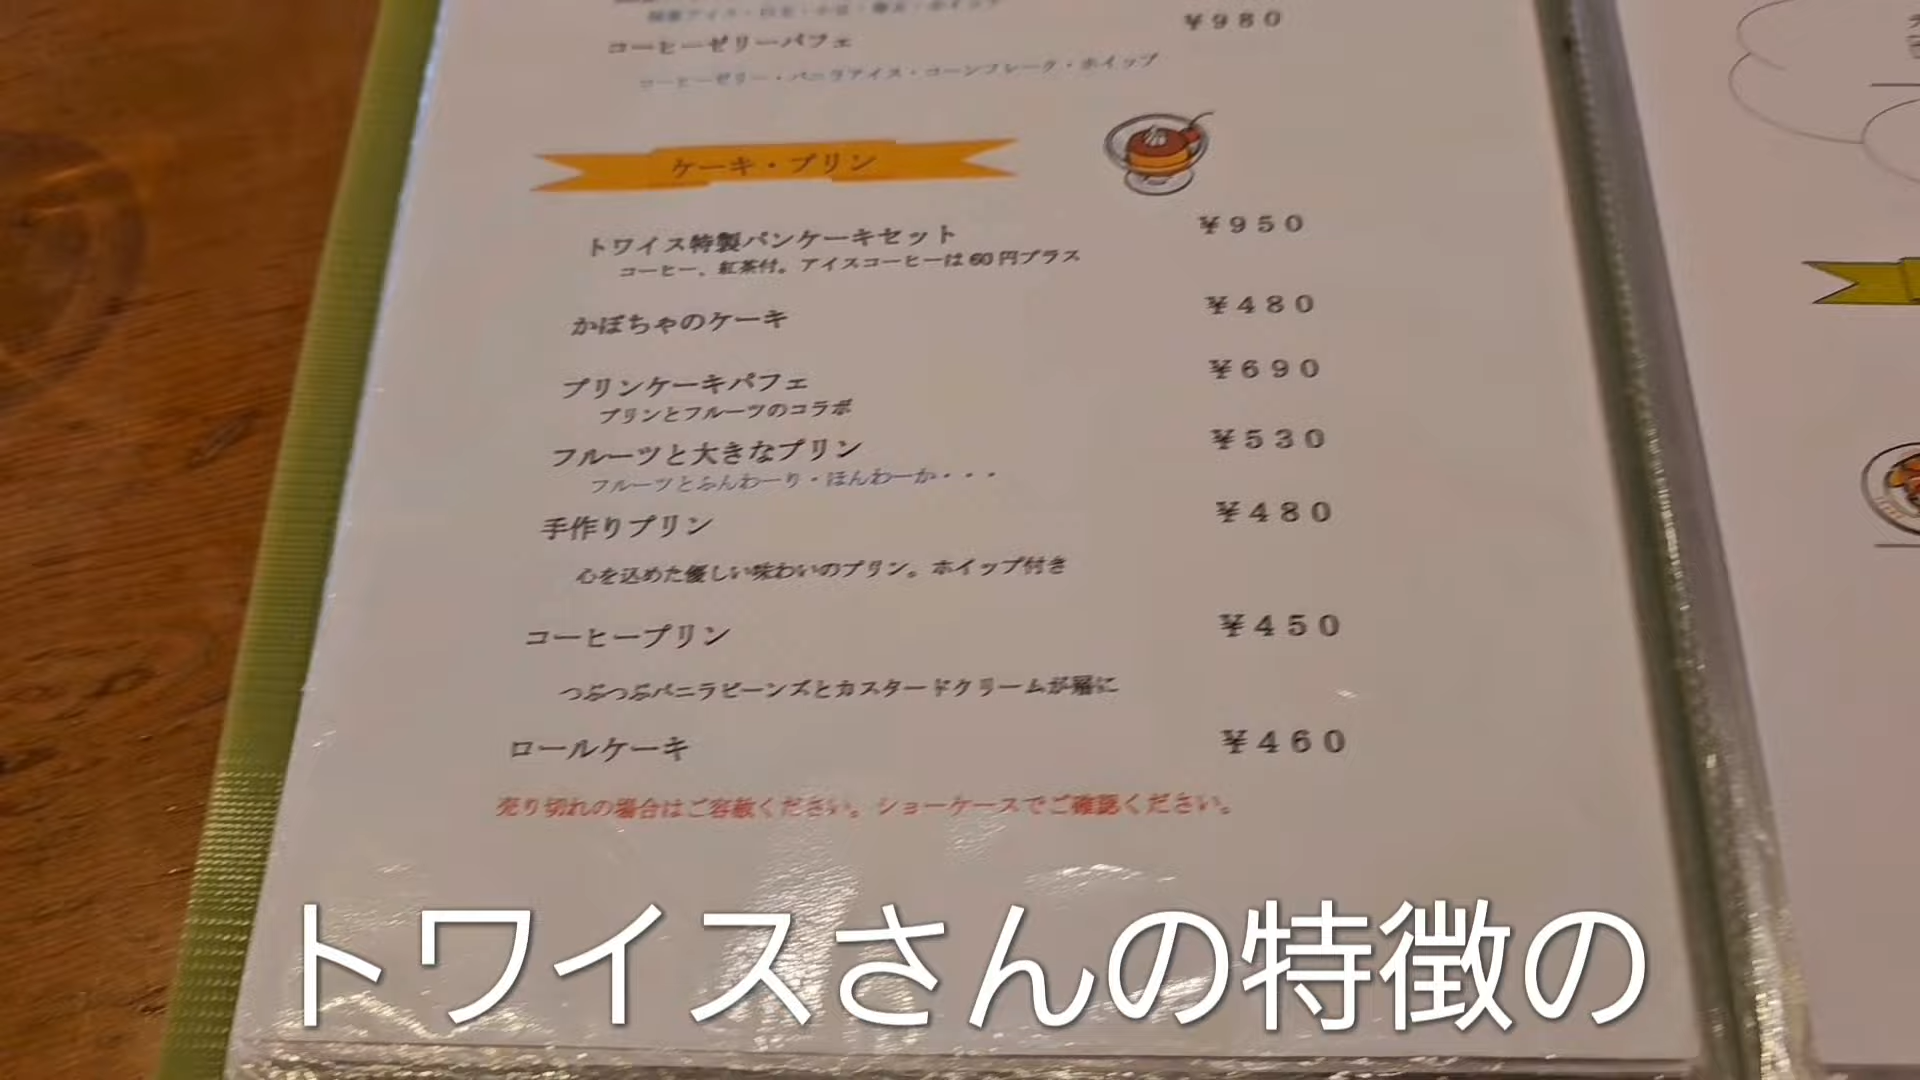 ¥980
コーヒーゼリーパフェ
コーヒーゼリー・バニラアイス・コーンフレーク・ホイップ
ケーキ・プリン
トワイス特製パンケーキセット ¥950
コーヒー、紅茶付。アイスコーヒーは60円プラス
かぼちゃのケーキ ¥480
プリンケーキパフェ ¥690
プリンとフルーツのコラボ
フルーツと大きなプリン ¥530
フルーツとふんわーり・ほんわーか・・・
手作りプリン ¥480
心を込めた優しい味わいのプリン。ホイップ付き
コーヒープリン ¥450
つぶつぶバニラビーンズとカスタードクリームが層に
ロールケーキ ¥460
売り切れの場合はご容赦ください。ショーケースでご確認ください。
トワイスさんの特徴の